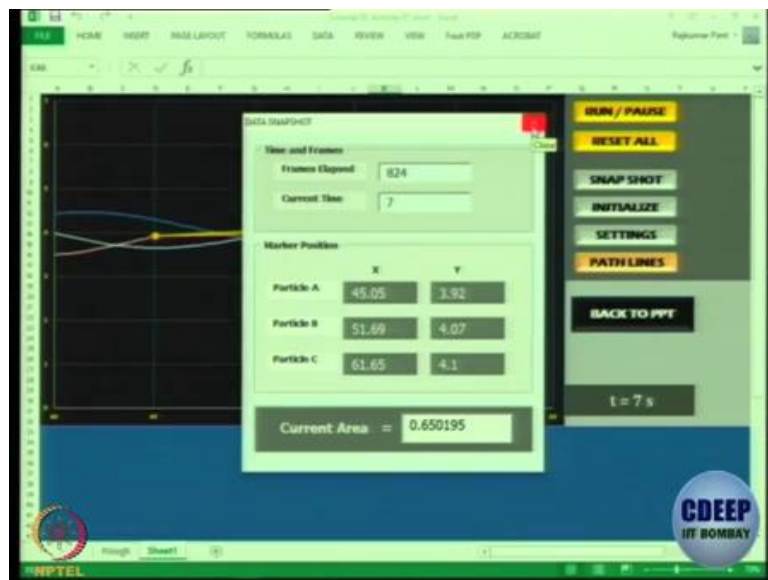 FILE HOME INSERT PAGE LAYOUT FORMULAS DATA REVIEW VIEW Foxit PDF ACROBAT
DATA SNAPSHOT
Close
RUN / PAUSE
RESET ALL
SNAP SHOT
INITIALIZE
SETTINGS
PATH LINES
BACK TO PPT
t = 7 s
Time and Frames
Frames Elapsed 824
Current Time 7
Marker Position
X Y
Particle A 45.05 3.92
Particle B 51.69 4.07
Particle C 61.65 4.1
Current Area = 0.650195
Sheet1
CDEEP
IIT BOMBAY
NPTEL